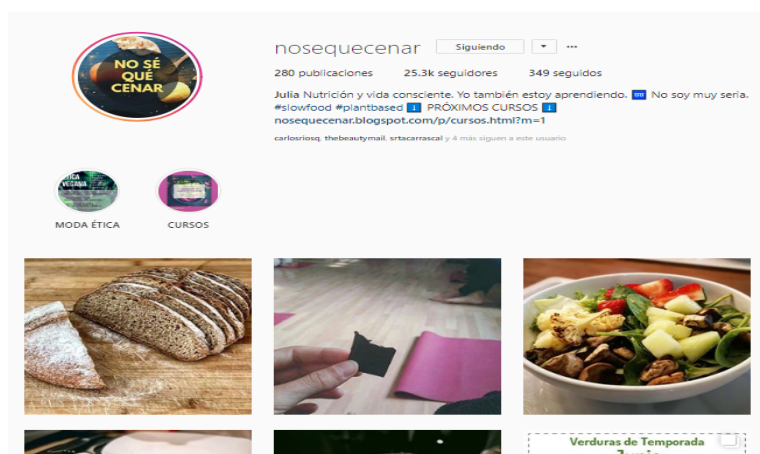 NO SÉ
QUÉ
CENAR
nosequecenar Siguiendo
280 publicaciones 25.3k seguidores 349 seguidos
Julia Nutrición y vida consciente. Yo también estoy aprendiendo. No soy muy seria.
#slowfood #plantbased ⬇ PRÓXIMOS CURSOS ⬇
nosequecenar.blogspot.com/p/cursos.html?m=1
carlosriosq, thebeautymail, srtacarrascal y 4 más siguen a este usuario
VEGANA
MODA ÉTICA CURSOS
Verduras de Temporada
Junio